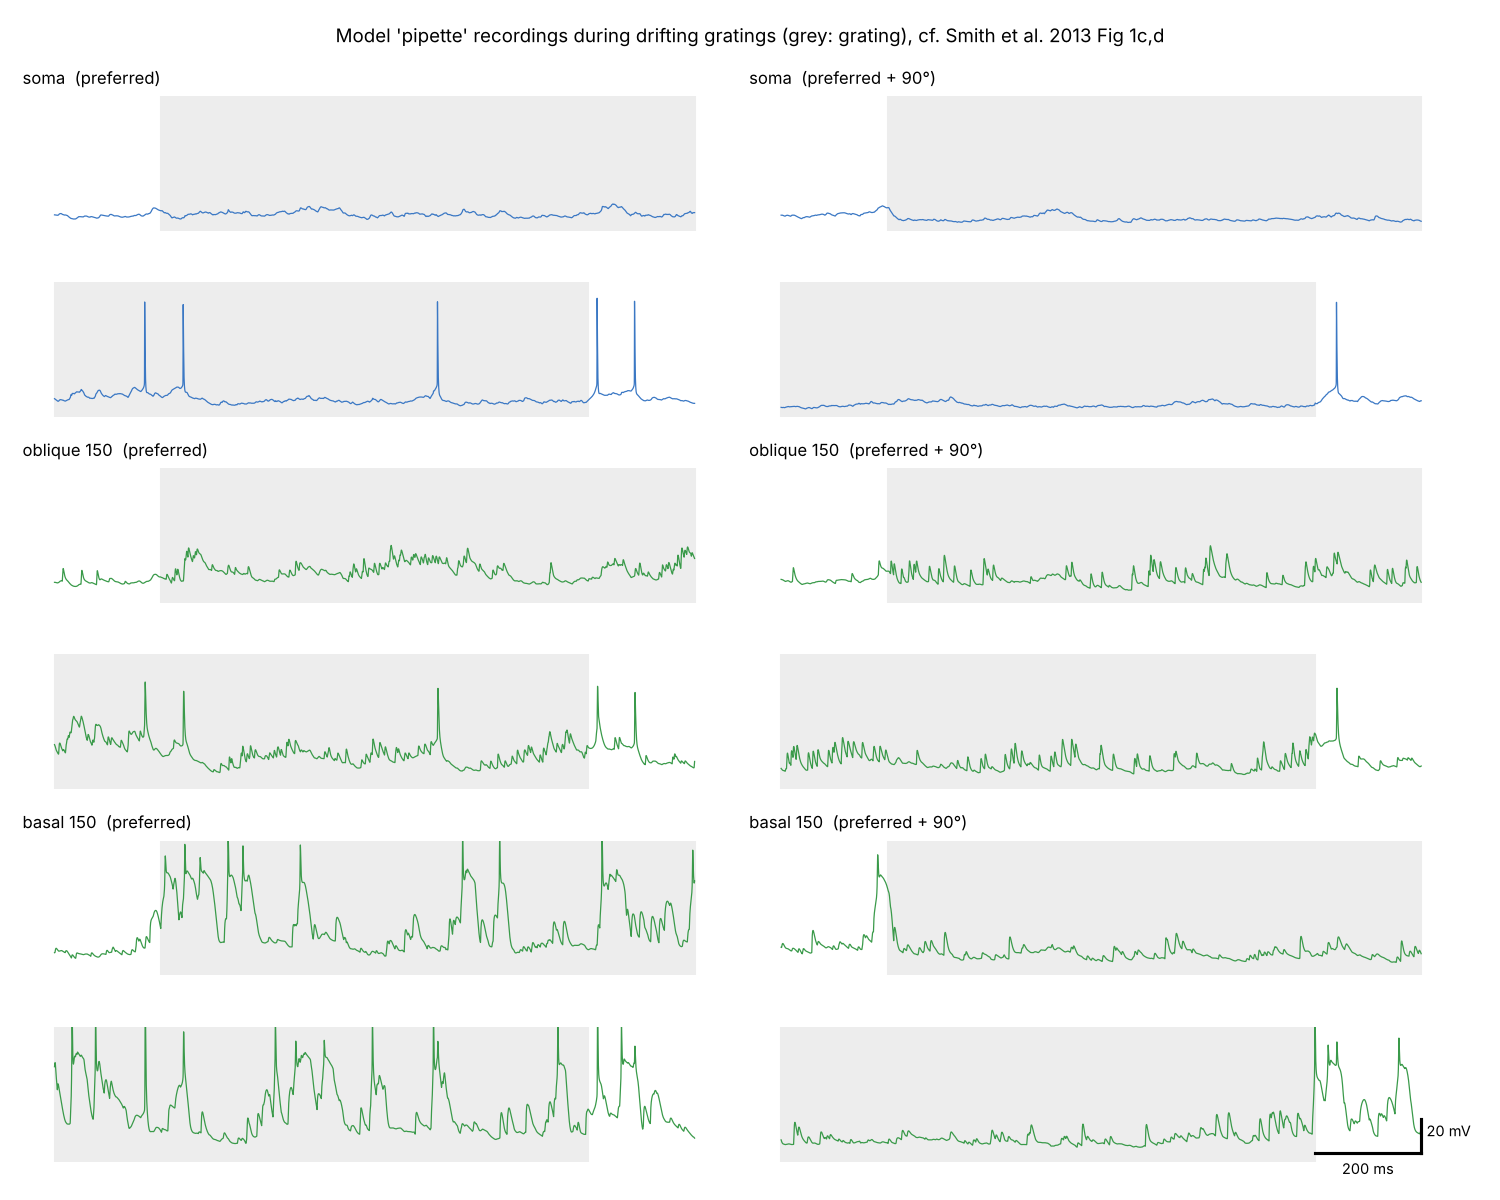 Model 'pipette' recordings during drifting gratings (grey: grating), cf. Smith et al. 2013 Fig 1c,d
soma (preferred)
soma (preferred + 90°)
oblique 150 (preferred)
oblique 150 (preferred + 90°)
basal 150 (preferred)
basal 150 (preferred + 90°)
20 mV
200 ms